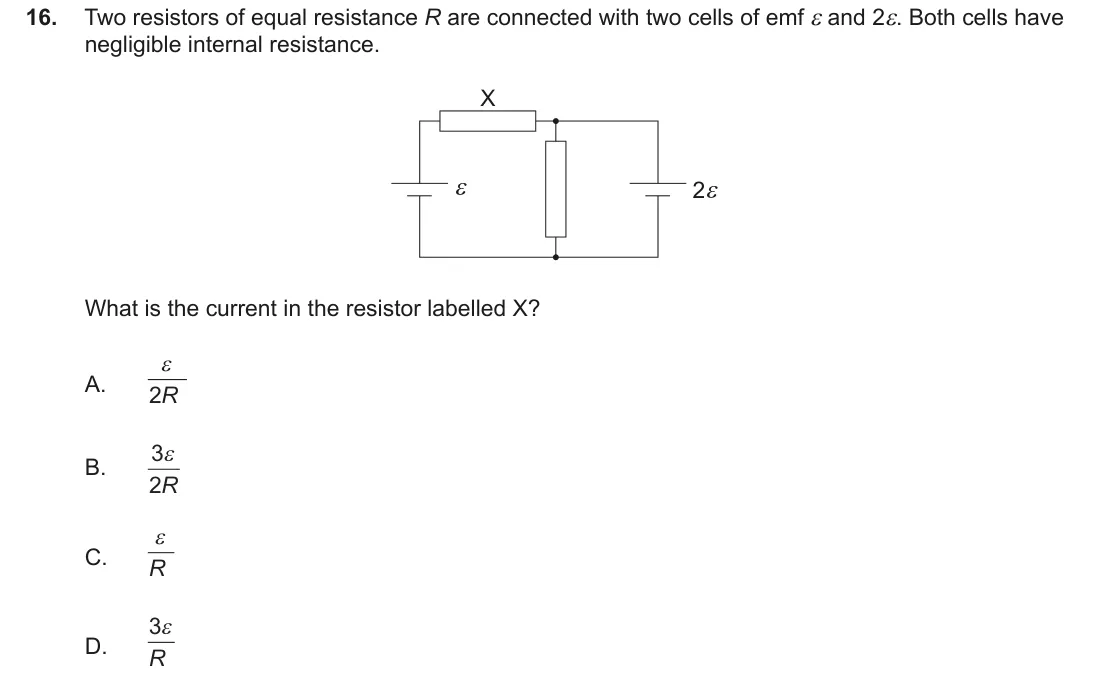 16. Two resistors of equal resistance R are connected with two cells of emf ε and 2ε. Both cells have
negligible internal resistance.
X
ε
2ε
What is the current in the resistor labelled X?
A. ε
2R
B. 3ε
2R
C. ε
R
D. 3ε
R